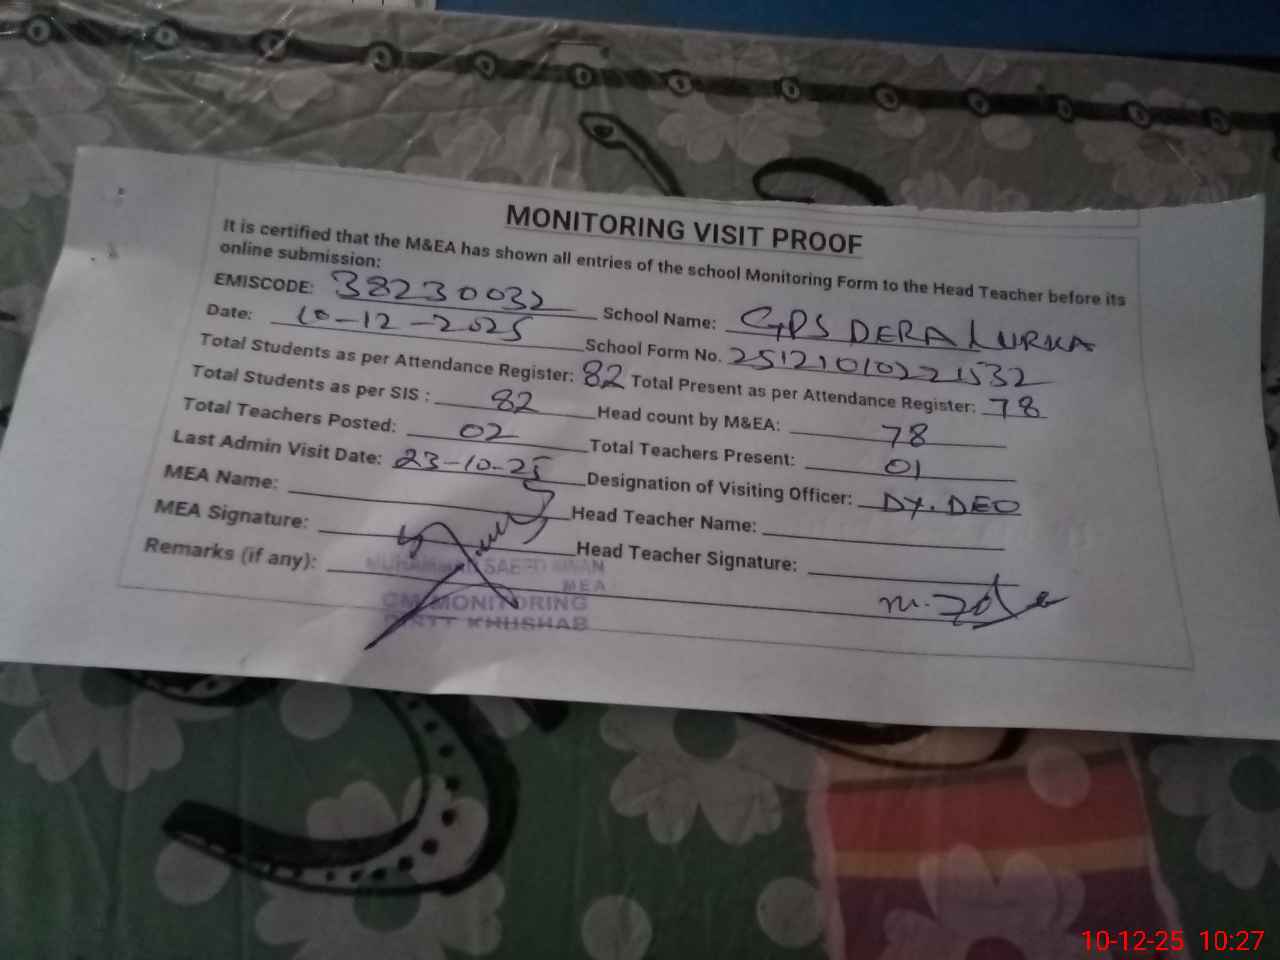 MONITORING VISIT PROOF
It is certified that the M&EA has shown all entries of the school Monitoring Form to the Head Teacher before its
online submission:
EMISCODE: 38230032 School Name: GPS DERA LURKA
Date: 10-12-2025 School Form No. 25121010221532
Total Students as per Attendance Register: 82 Total Present as per Attendance Register: 78
Total Students as per SIS : 82 Head count by M&EA: 78
Total Teachers Posted: 02 Total Teachers Present: 01
Last Admin Visit Date: 23-10-25 Designation of Visiting Officer: DY. DEO
MEA Name: Head Teacher Name:
MEA Signature: Head Teacher Signature:
Remarks (if any):
MUHAMMAD SAEED AWAN
MEA
CM MONITORING
DISTT KHUSHAB
10-12-25 10:27